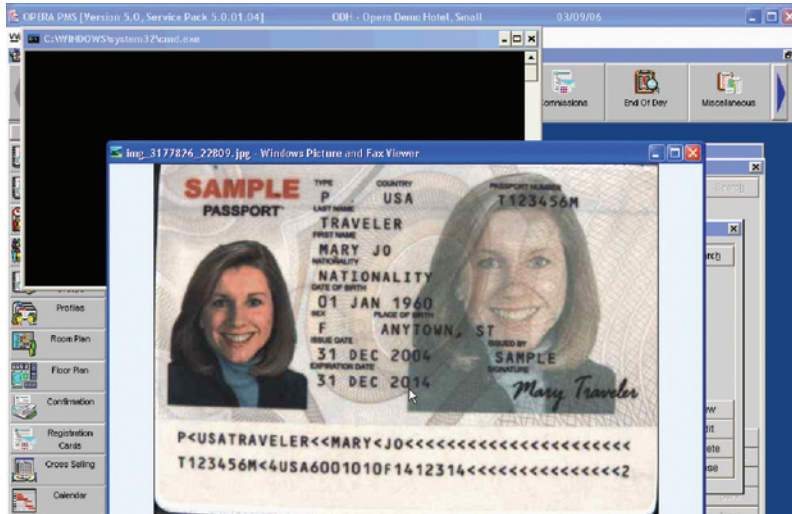 OPERA PMS [Version 5.0, Service Pack 5.0.01.04] ODH - Opera Demo Hotel, Small 03/09/06
C:\WINDOWS\system32\cmd.exe
End Of Day
Miscellaneous
img_3177826_22809.jpg - Windows Picture and Fax Viewer
SAMPLE
PASSPORT
TYPE COUNTRY PASSPORT NUMBER
P USA T123456M
LAST NAME
TRAVELER
FIRST NAME
MARY JO
NATIONALITY
NATIONALITY
DATE OF BIRTH
01 JAN 1960
SEX PLACE OF BIRTH
F ANYTOWN, ST
ISSUE DATE ISSUED BY
31 DEC 2004 SAMPLE
EXPIRATION DATE SIGNATURE
31 DEC 2014 Mary Traveler
P<USATRAVELER<<MARY<JO<<<<<<<<<<<<<<<<<<<<<<
T123456M<4USA6001010F1412314<<<<<<<<<<<<<<<2
Search
Profiles
Room Plan
Floor Plan
Confirmation
Registration
Cards
Cross Selling
Calendar